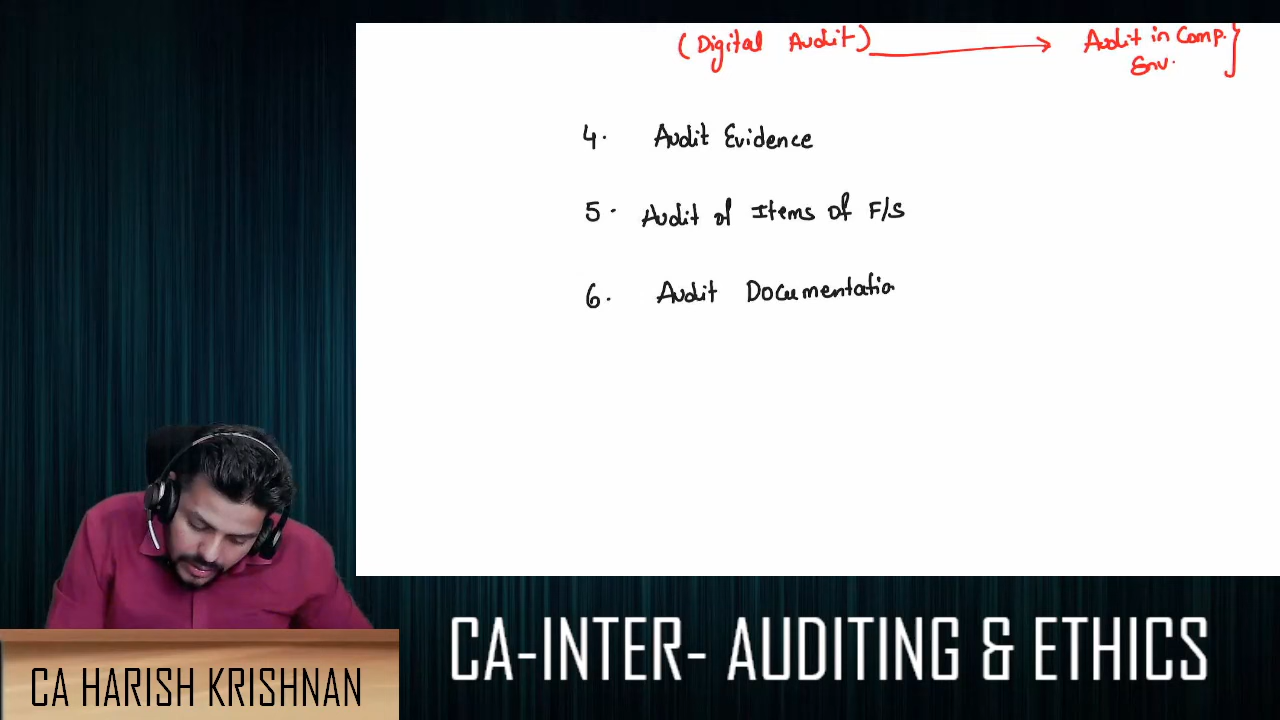 (Digital Audit) Audit in Comp.
Env.
4. Audit Evidence
5. Audit of Items of F/S
6. Audit Documentatio
CA-INTER- AUDITING & ETHICS
CA HARISH KRISHNAN